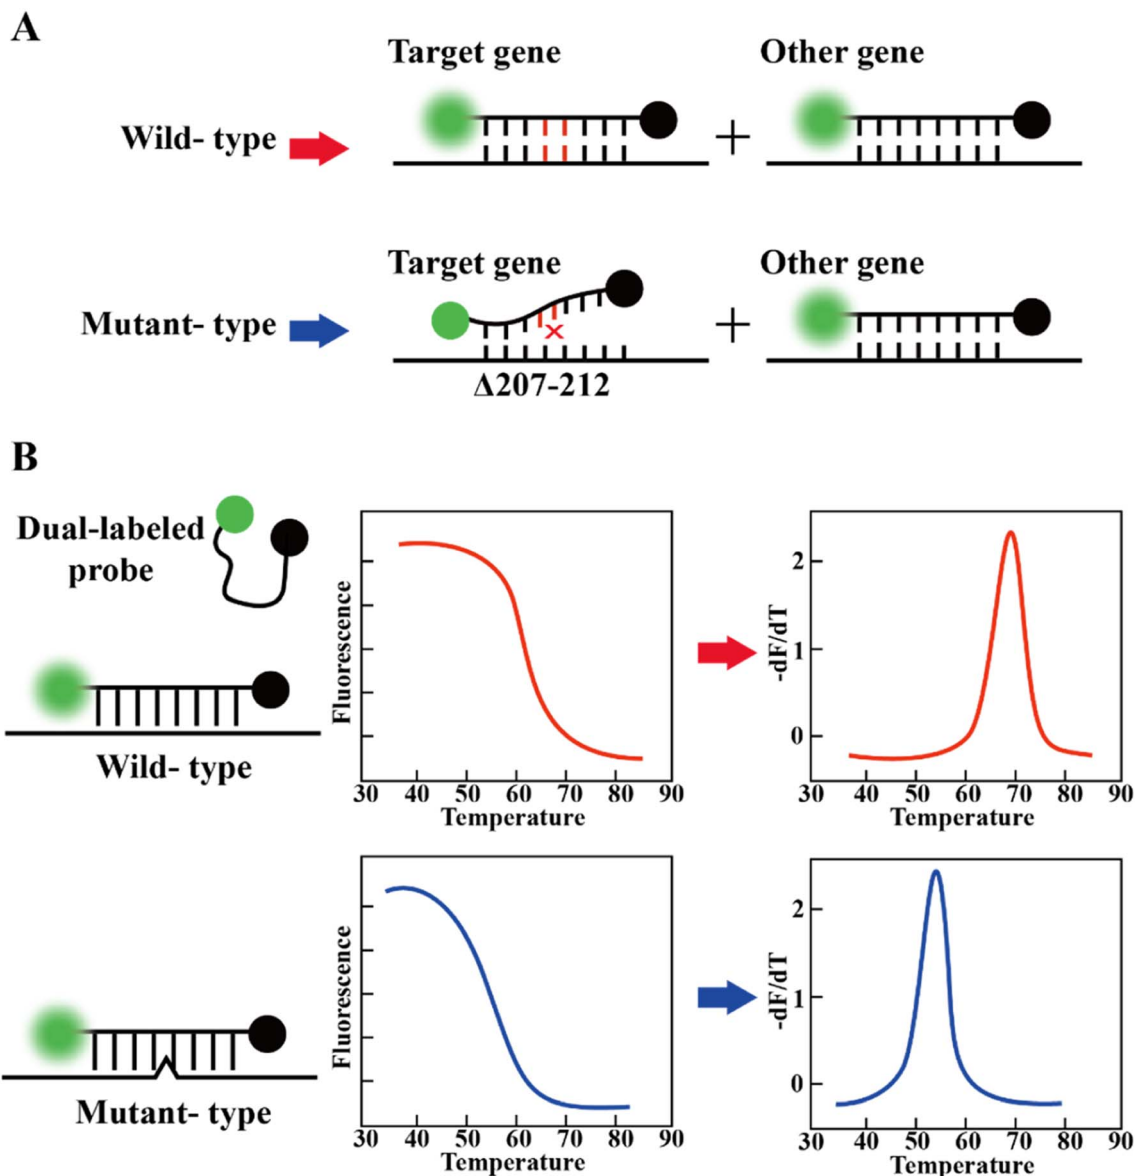 A
Target gene
Other gene
Wild- type
+
Target gene
Other gene
Mutant- type
×
+
Δ207-212
B
Dual-labeled
probe
Wild- type
Fluorescence
30 40 50 60 70 80 90
Temperature
-dF/dT
2
1
0
30 40 50 60 70 80 90
Temperature
Mutant- type
Fluorescence
30 40 50 60 70 80 90
Temperature
-dF/dT
2
1
0
30 40 50 60 70 80 90
Temperature